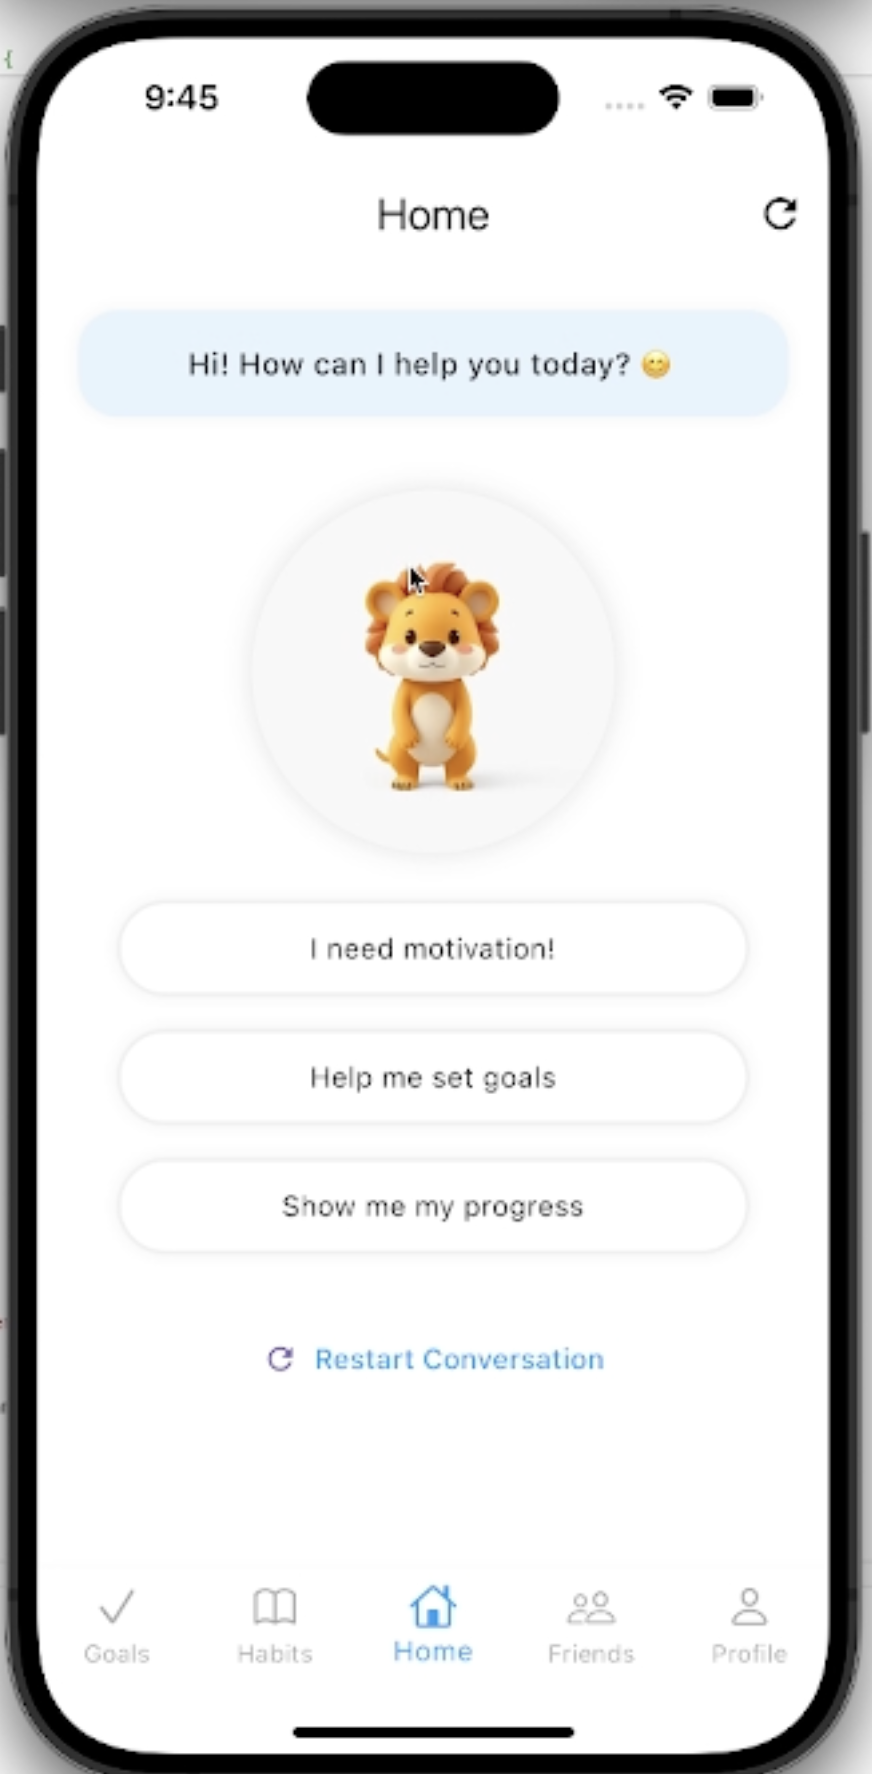 9:45
Home
Hi! How can I help you today? 😊
I need motivation!
Help me set goals
Show me my progress
Restart Conversation
Goals
Habits
Home
Friends
Profile